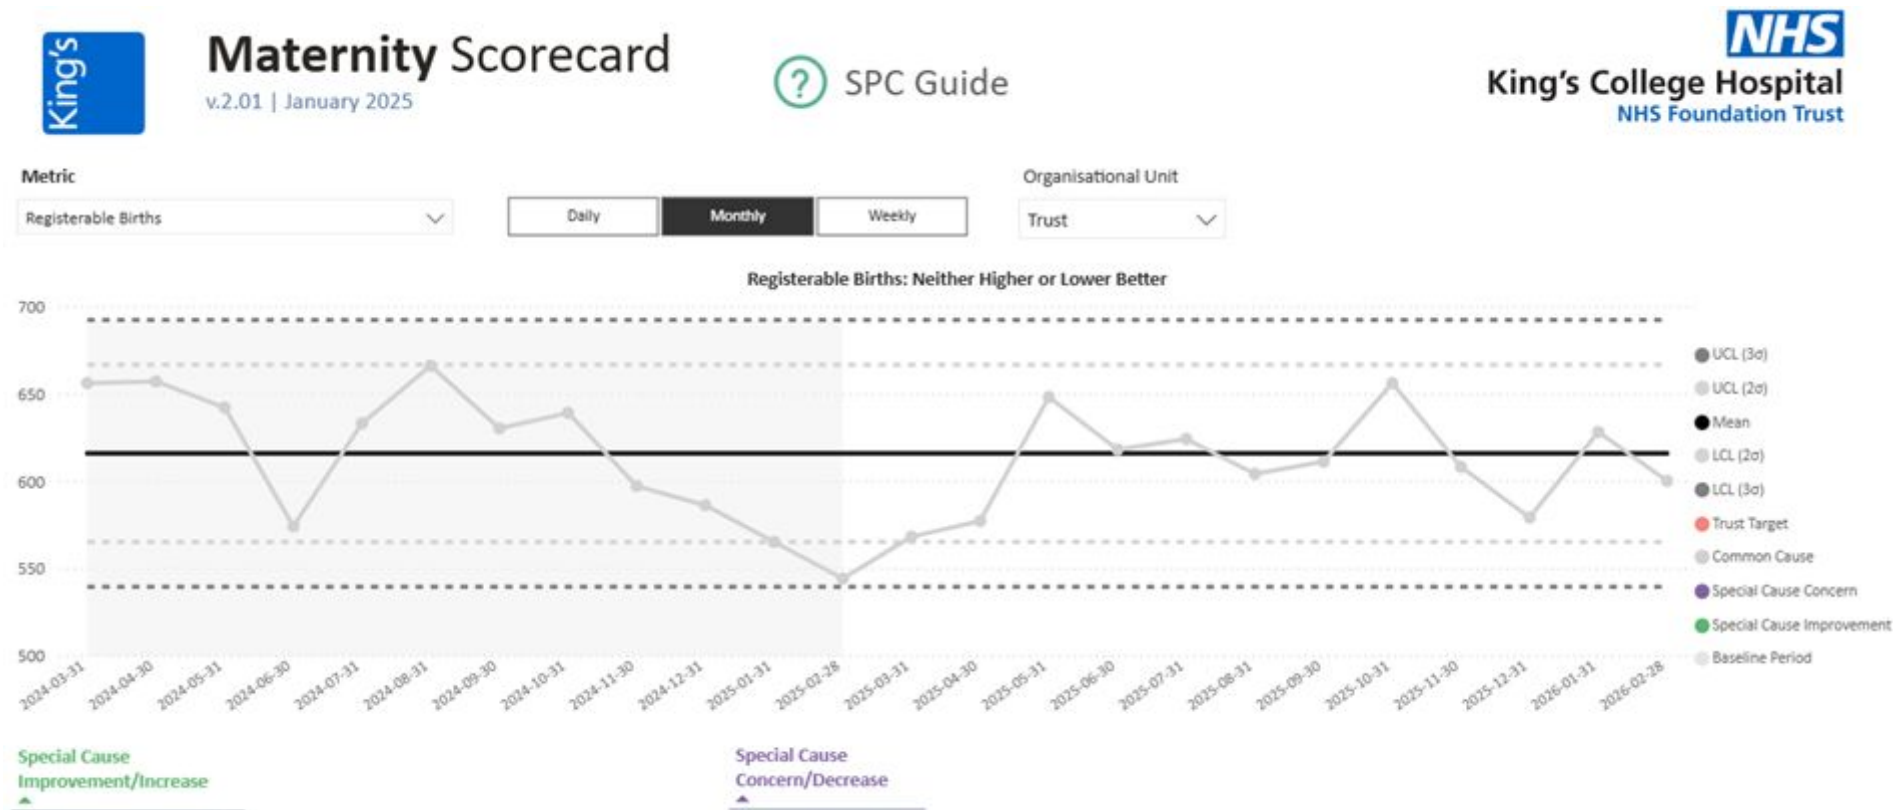 King's
Maternity Scorecard
v.2.01 | January 2025
? SPC Guide
NHS
King's College Hospital
NHS Foundation Trust
Metric
Registerable Births
Daily
Monthly
Weekly
Organisational Unit
Trust
Registerable Births: Neither Higher or Lower Better
700
650
600
550
500
2024-03-31
2024-04-30
2024-05-31
2024-06-30
2024-07-31
2024-08-31
2024-09-30
2024-10-31
2024-11-30
2024-12-31
2025-01-31
2025-02-28
2025-03-31
2025-04-30
2025-05-31
2025-06-30
2025-07-31
2025-08-31
2025-09-30
2025-10-31
2025-11-30
2025-12-31
2026-01-31
2026-02-28
UCL (3σ)
UCL (2σ)
Mean
LCL (2σ)
LCL (3σ)
Trust Target
Common Cause
Special Cause Concern
Special Cause Improvement
Baseline Period
Special Cause
Improvement/Increase
Special Cause
Concern/Decrease